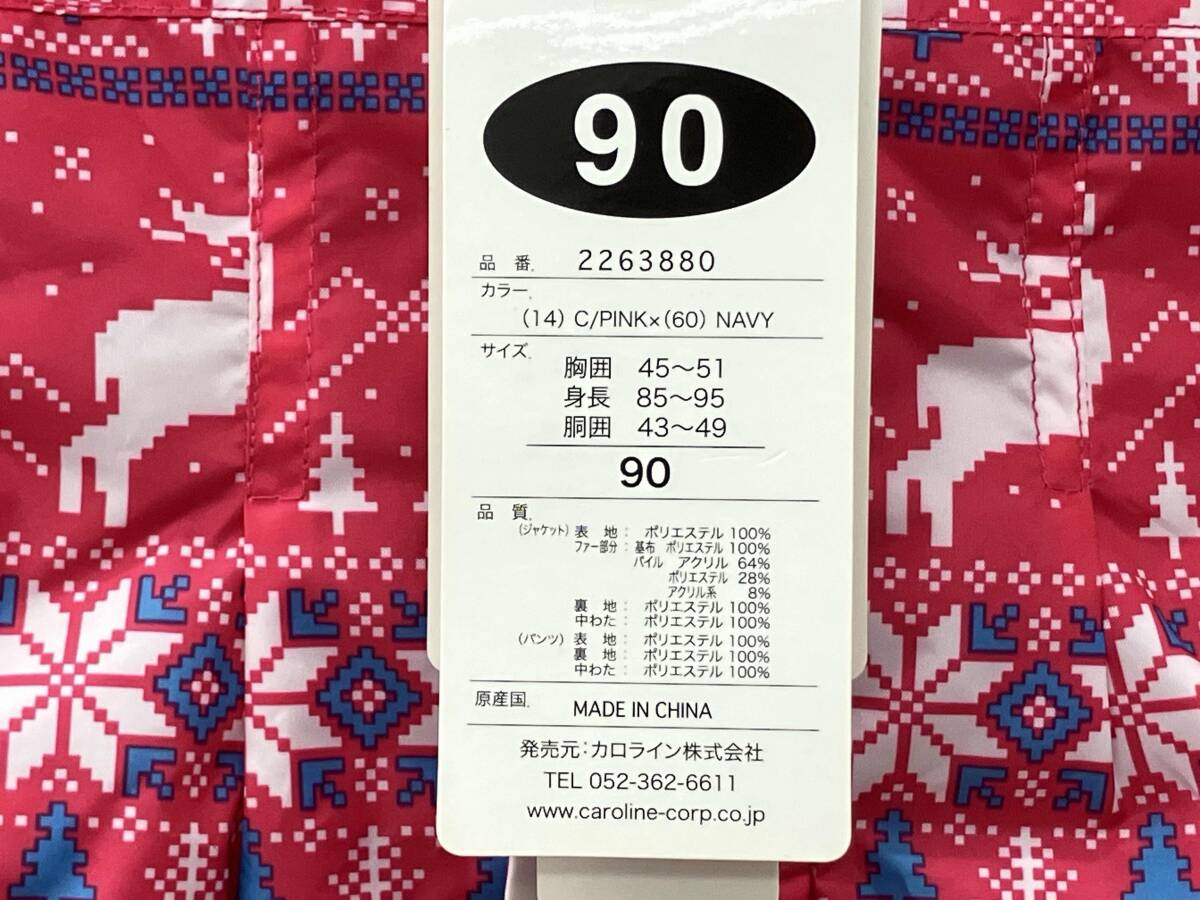 90
品 番. 2263880
カラー.
(14) C/PINK×(60) NAVY
サイズ.
胸囲 45〜51
身長 85〜95
胴囲 43〜49
90
品 質.
(ジャケット) 表 地： ポリエステル 100%
ファー部分：基布 ポリエステル 100%
パイル アクリル 64%
ポリエステル 28%
アクリル系 8%
裏 地： ポリエステル 100%
中わた： ポリエステル 100%
(パンツ) 表 地： ポリエステル 100%
裏 地： ポリエステル 100%
中わた： ポリエステル 100%
原産国. MADE IN CHINA
発売元：カロライン株式会社
TEL 052-362-6611
www.caroline-corp.co.jp